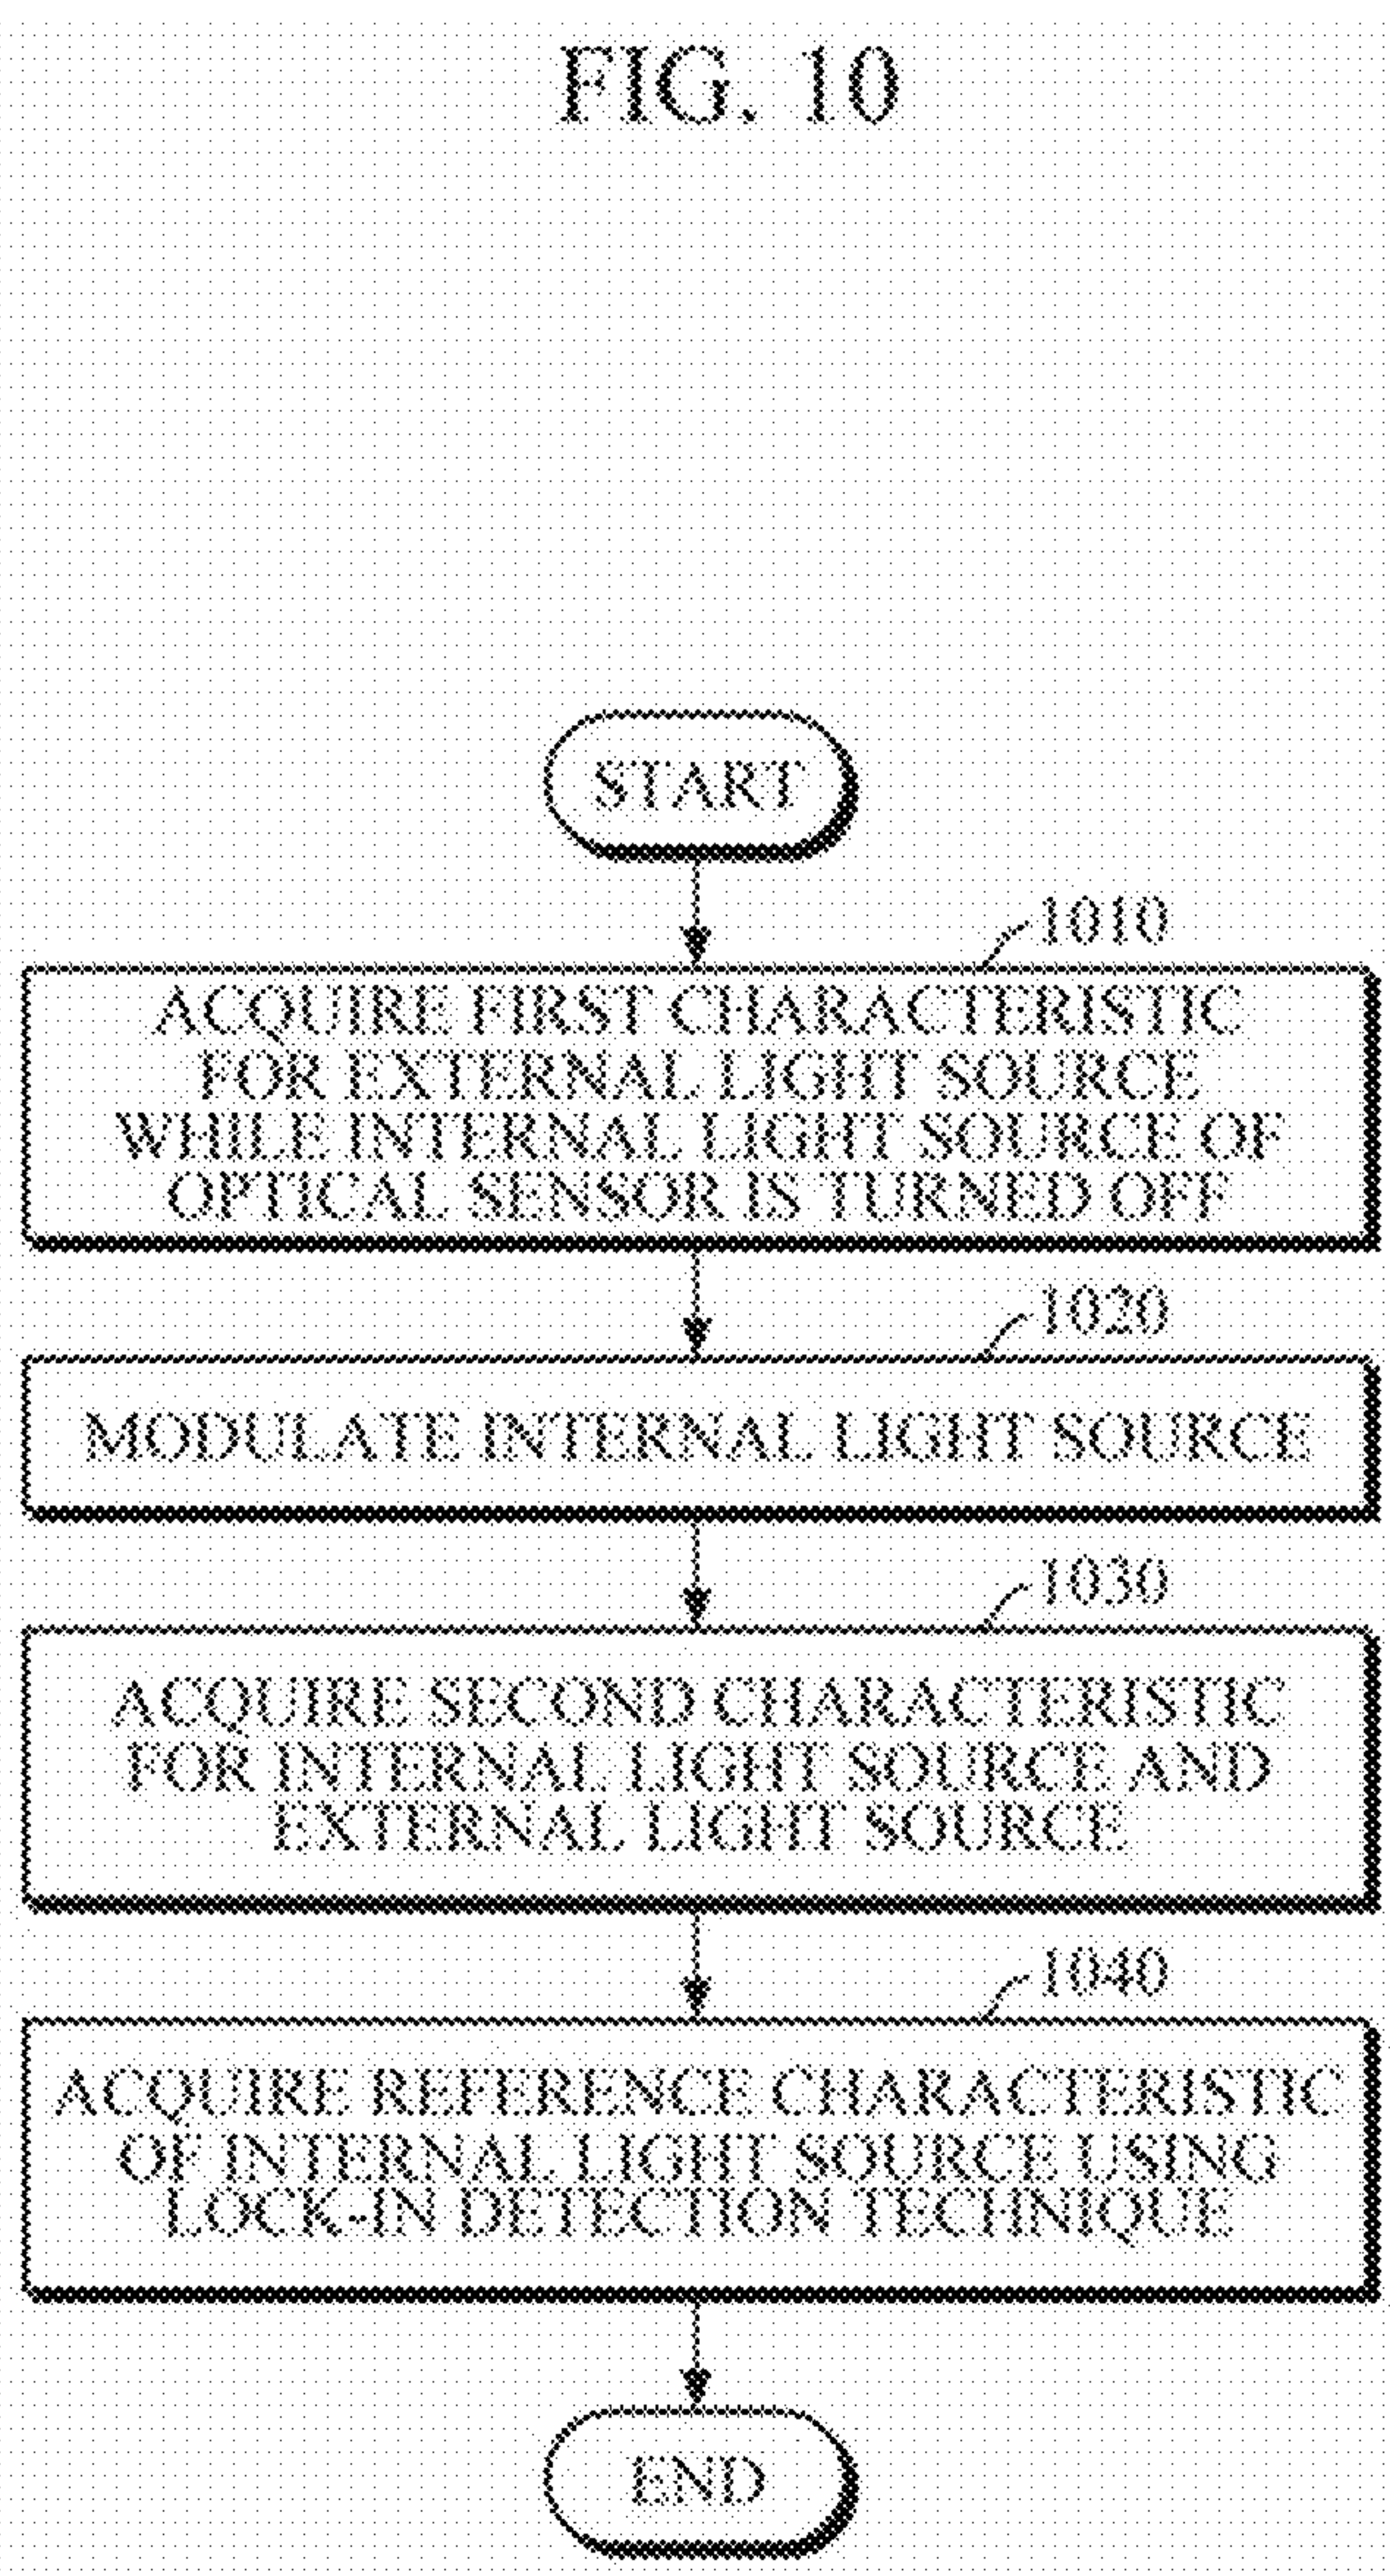 FIG. 10
START
1010
ACQUIRE FIRST CHARACTERISTIC
FOR EXTERNAL LIGHT SOURCE
WHILE INTERNAL LIGHT SOURCE OF
OPTICAL SENSOR IS TURNED OFF
1020
MODULATE INTERNAL LIGHT SOURCE
1030
ACQUIRE SECOND CHARACTERISTIC
FOR INTERNAL LIGHT SOURCE AND
EXTERNAL LIGHT SOURCE
1040
ACQUIRE REFERENCE CHARACTERISTIC
OF INTERNAL LIGHT SOURCE USING
LOCK-IN DETECTION TECHNIQUE
END